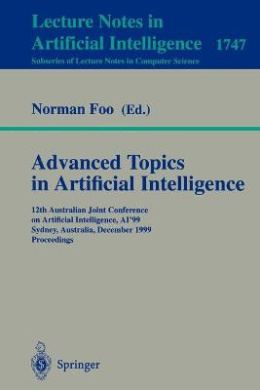 Lecture Notes in
Artificial Intelligence 1747
Subseries of Lecture Notes in Computer Science
Norman Foo (Ed.)
Advanced Topics
in Artificial Intelligence
12th Australian Joint Conference
on Artificial Intelligence, AI'99
Sydney, Australia, December 1999
Proceedings
Springer